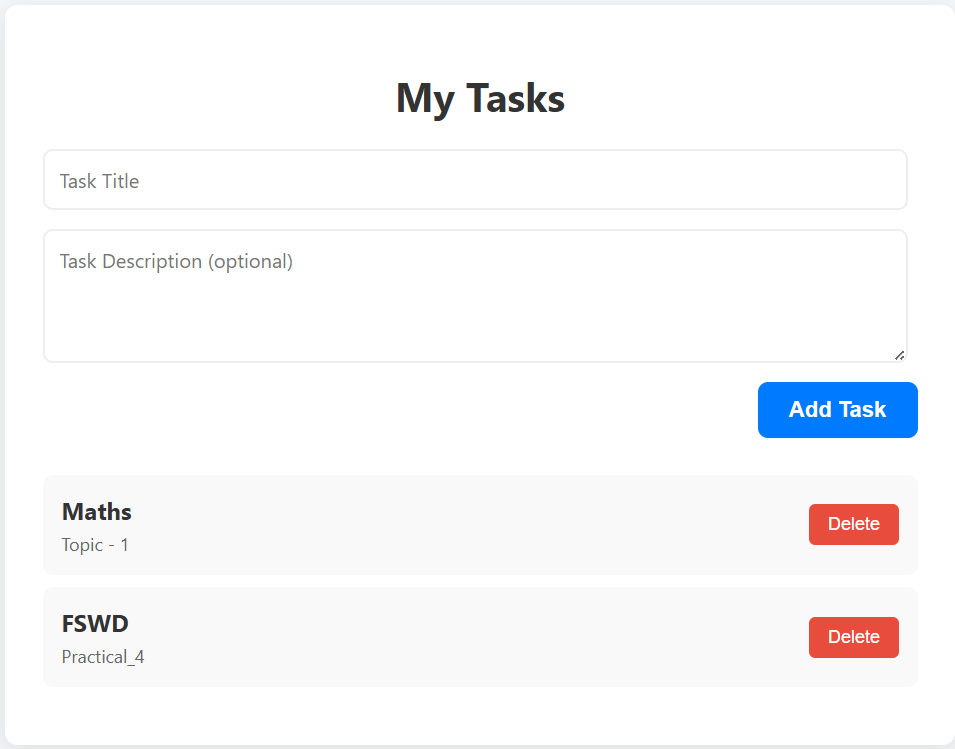 My Tasks
Task Title
Task Description (optional)
Add Task
Maths
Topic - 1
Delete
FSWD
Practical_4
Delete